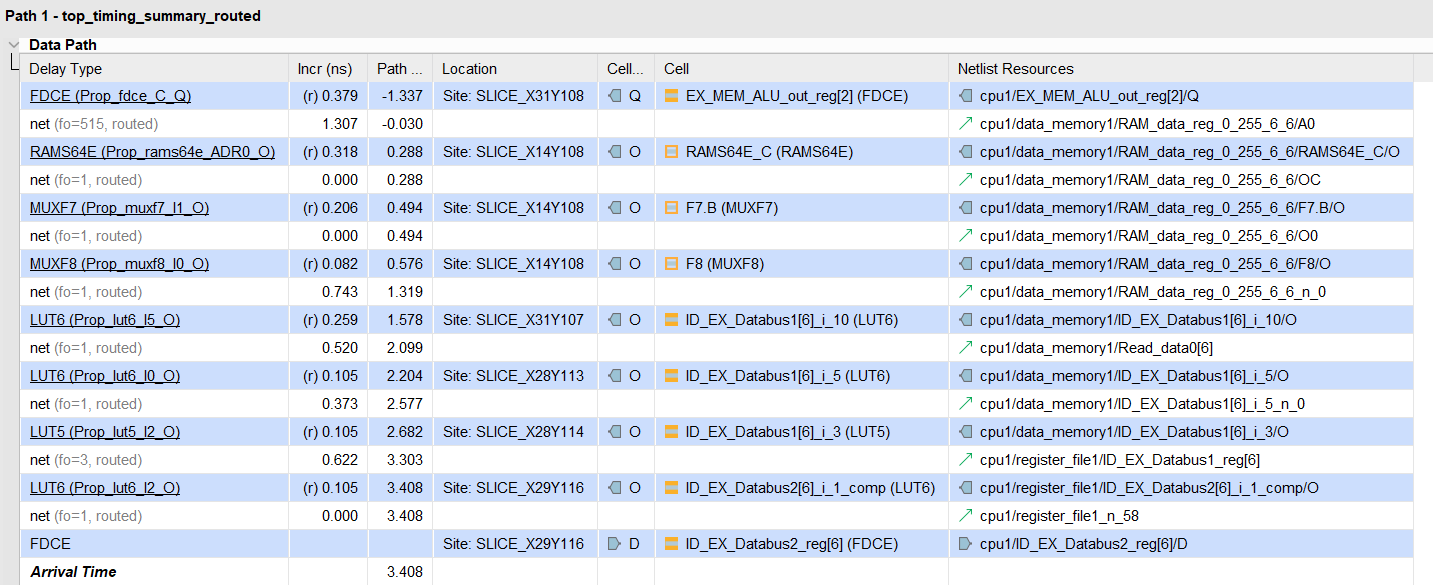 Path 1 - top_timing_summary_routed
Data Path
Delay Type Incr (ns) Path ... Location Cell... Cell Netlist Resources
FDCE (Prop_fdce_C_Q) (r) 0.379 -1.337 Site: SLICE_X31Y108 Q EX_MEM_ALU_out_reg[2] (FDCE) cpu1/EX_MEM_ALU_out_reg[2]/Q
net (fo=515, routed) 1.307 -0.030 cpu1/data_memory1/RAM_data_reg_0_255_6_6/A0
RAMS64E (Prop_rams64e_ADR0_O) (r) 0.318 0.288 Site: SLICE_X14Y108 O RAMS64E_C (RAMS64E) cpu1/data_memory1/RAM_data_reg_0_255_6_6/RAMS64E_C/O
net (fo=1, routed) 0.000 0.288 cpu1/data_memory1/RAM_data_reg_0_255_6_6/OC
MUXF7 (Prop_muxf7_I1_O) (r) 0.206 0.494 Site: SLICE_X14Y108 O F7.B (MUXF7) cpu1/data_memory1/RAM_data_reg_0_255_6_6/F7.B/O
net (fo=1, routed) 0.000 0.494 cpu1/data_memory1/RAM_data_reg_0_255_6_6/O0
MUXF8 (Prop_muxf8_I0_O) (r) 0.082 0.576 Site: SLICE_X14Y108 O F8 (MUXF8) cpu1/data_memory1/RAM_data_reg_0_255_6_6/F8/O
net (fo=1, routed) 0.743 1.319 cpu1/data_memory1/RAM_data_reg_0_255_6_6_n_0
LUT6 (Prop_lut6_I5_O) (r) 0.259 1.578 Site: SLICE_X31Y107 O ID_EX_Databus1[6]_i_10 (LUT6) cpu1/data_memory1/ID_EX_Databus1[6]_i_10/O
net (fo=1, routed) 0.520 2.099 cpu1/data_memory1/Read_data0[6]
LUT6 (Prop_lut6_I0_O) (r) 0.105 2.204 Site: SLICE_X28Y113 O ID_EX_Databus1[6]_i_5 (LUT6) cpu1/data_memory1/ID_EX_Databus1[6]_i_5/O
net (fo=1, routed) 0.373 2.577 cpu1/data_memory1/ID_EX_Databus1[6]_i_5_n_0
LUT5 (Prop_lut5_I2_O) (r) 0.105 2.682 Site: SLICE_X28Y114 O ID_EX_Databus1[6]_i_3 (LUT5) cpu1/data_memory1/ID_EX_Databus1[6]_i_3/O
net (fo=3, routed) 0.622 3.303 cpu1/register_file1/ID_EX_Databus1_reg[6]
LUT6 (Prop_lut6_I2_O) (r) 0.105 3.408 Site: SLICE_X29Y116 O ID_EX_Databus2[6]_i_1_comp (LUT6) cpu1/register_file1/ID_EX_Databus2[6]_i_1_comp/O
net (fo=1, routed) 0.000 3.408 cpu1/register_file1_n_58
FDCE Site: SLICE_X29Y116 D ID_EX_Databus2_reg[6] (FDCE) cpu1/ID_EX_Databus2_reg[6]/D
Arrival Time 3.408